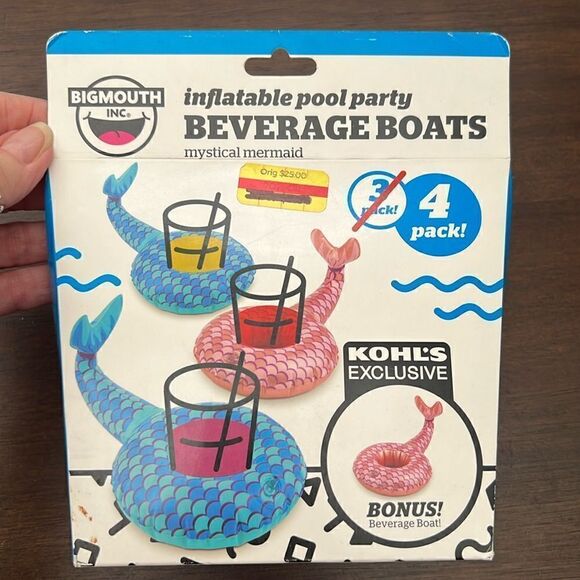 BIGMOUTH
INC®
inflatable pool party
BEVERAGE BOATS
mystical mermaid
Orig $25.00
3
pack!
4
pack!
KOHL'S
EXCLUSIVE
BONUS!
Beverage Boat!